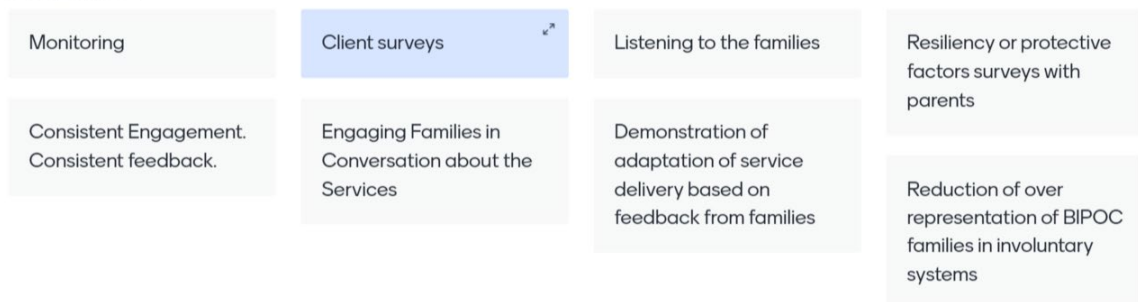 Monitoring
Client surveys
Listening to the families
Resiliency or protective
factors surveys with
parents
Consistent Engagement.
Consistent feedback.
Engaging Families in
Conversation about the
Services
Demonstration of
adaptation of service
delivery based on
feedback from families
Reduction of over
representation of BIPOC
families in involuntary
systems